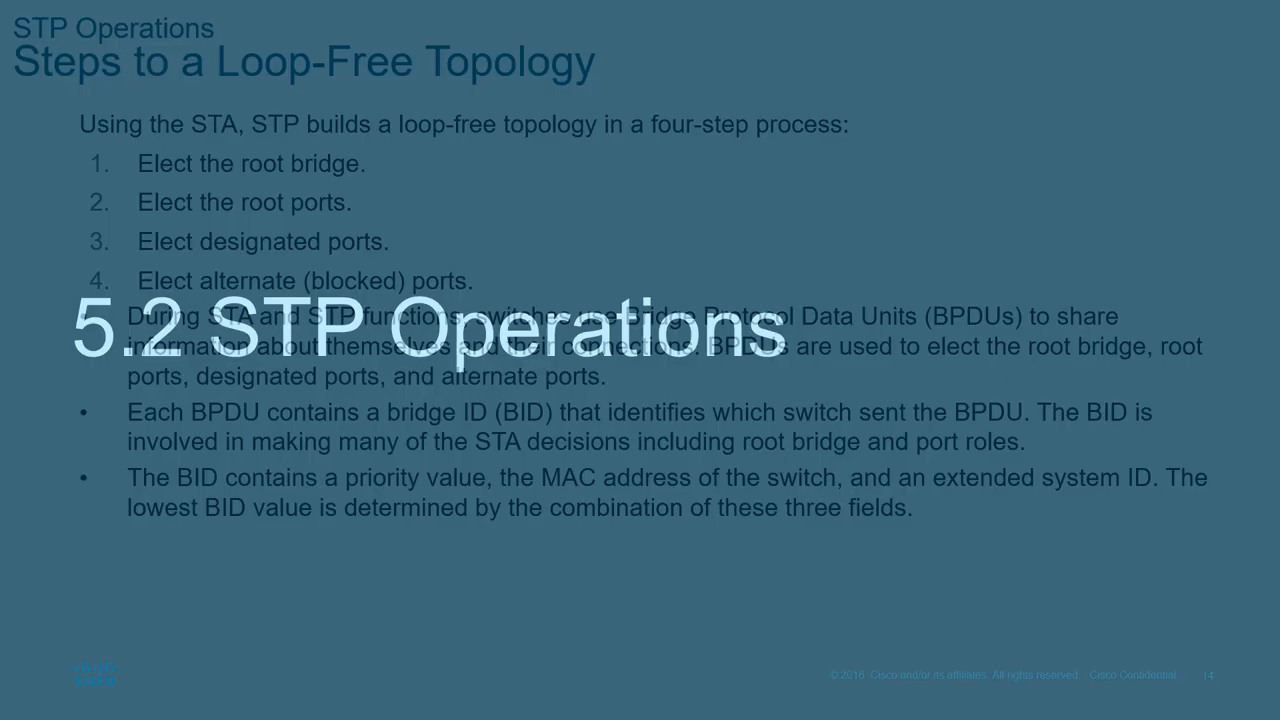 STP Operations
Steps to a Loop-Free Topology
Using the STA, STP builds a loop-free topology in a four-step process:
1. Elect the root bridge.
2. Elect the root ports.
3. Elect designated ports.
4. Elect alternate (blocked) ports.
5.2 STP Operations
During STA and STP functions, switches use Bridge Protocol Data Units (BPDUs) to share
information about themselves and their connections. BPDUs are used to elect the root bridge, root
ports, designated ports, and alternate ports.
• Each BPDU contains a bridge ID (BID) that identifies which switch sent the BPDU. The BID is
involved in making many of the STA decisions including root bridge and port roles.
• The BID contains a priority value, the MAC address of the switch, and an extended system ID. The
lowest BID value is determined by the combination of these three fields.
© 2016 Cisco and/or its affiliates. All rights reserved. Cisco Confidential 14